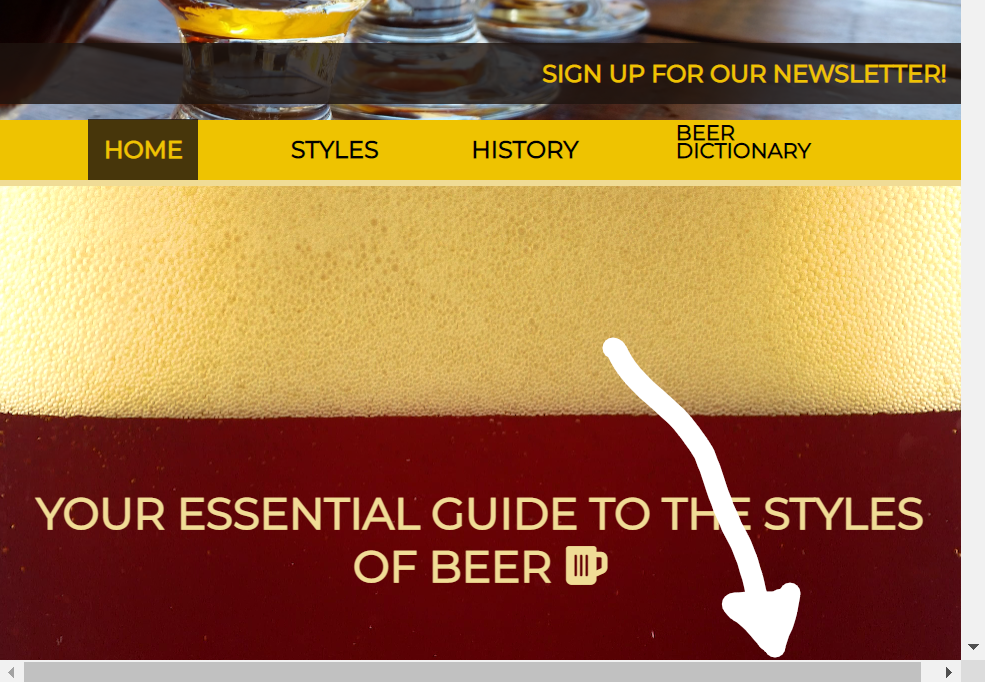 SIGN UP FOR OUR NEWSLETTER!
HOME
STYLES
HISTORY
BEER
DICTIONARY
YOUR ESSENTIAL GUIDE TO THE STYLES
OF BEER